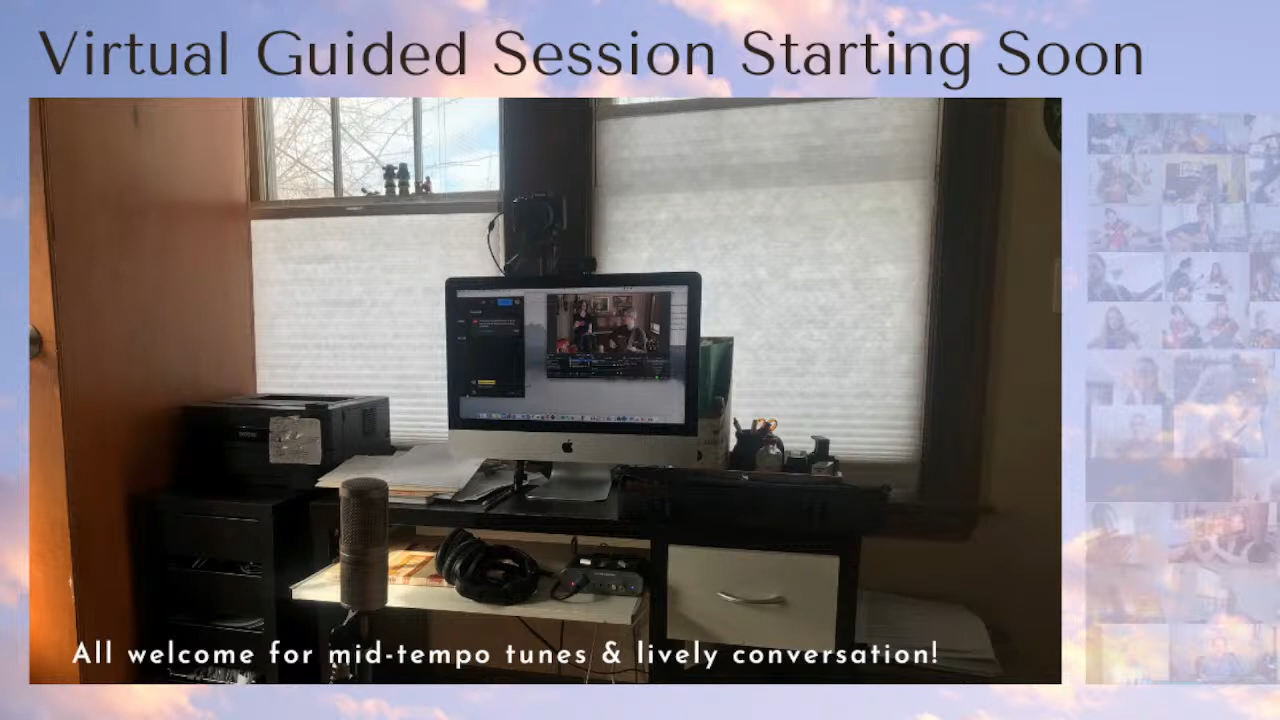 Virtual Guided Session Starting Soon
All welcome for mid-tempo tunes & lively conversation!